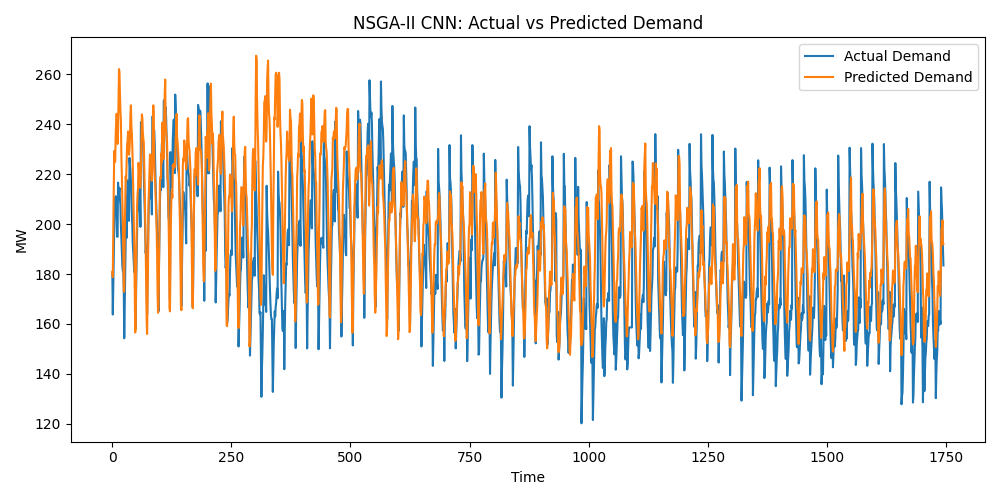 NSGA-II CNN: Actual vs Predicted Demand
Actual Demand
Predicted Demand
MW
260
240
220
200
180
160
140
120
0 250 500 750 1000 1250 1500 1750
Time